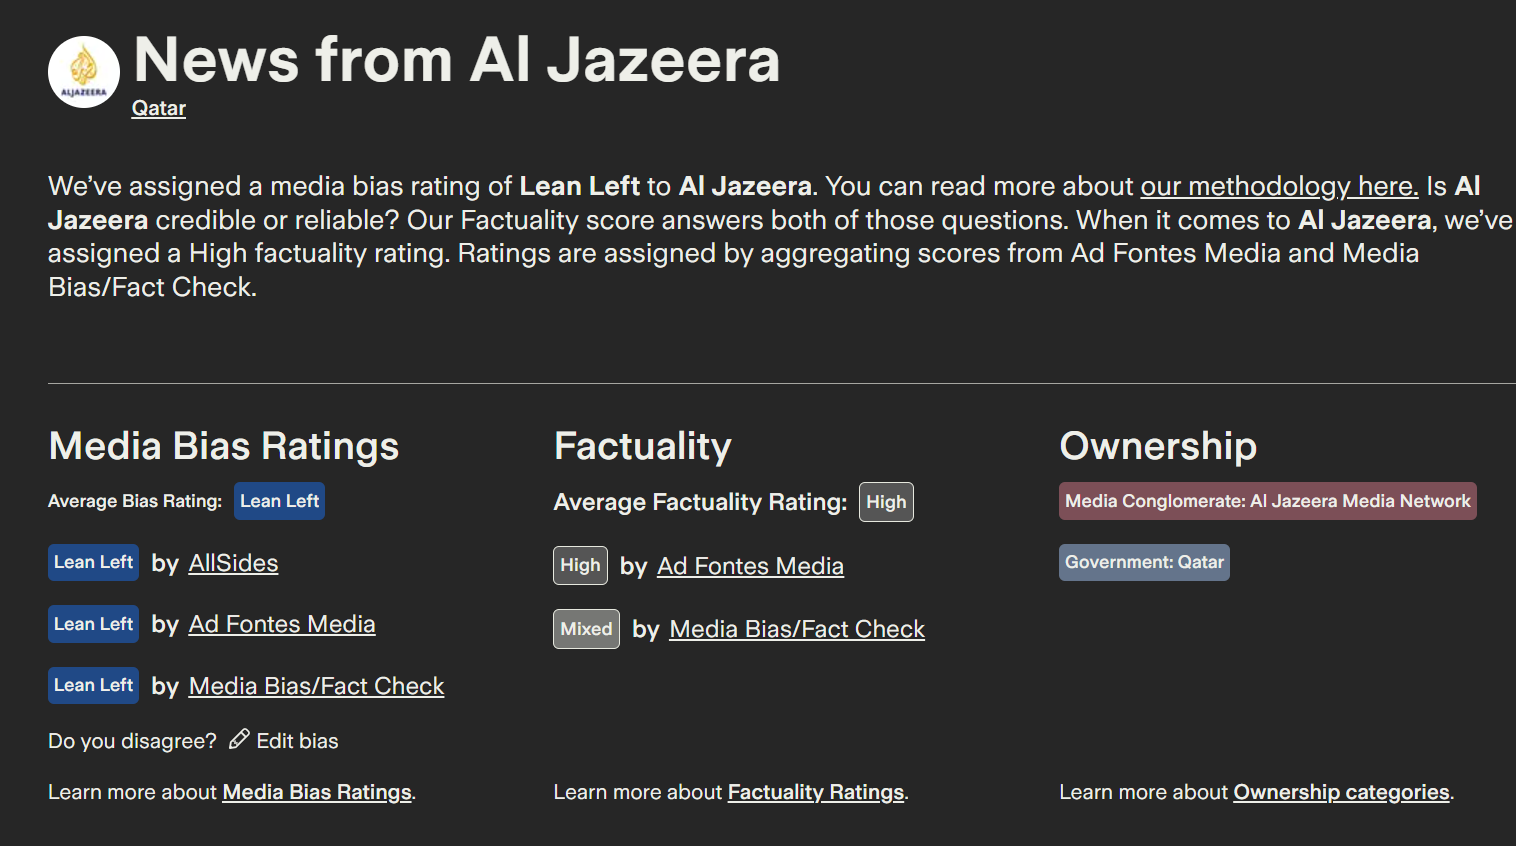 ALJAZEERA
News from Al Jazeera
Qatar
We’ve assigned a media bias rating of Lean Left to Al Jazeera. You can read more about our methodology here. Is Al
Jazeera credible or reliable? Our Factuality score answers both of those questions. When it comes to Al Jazeera, we’ve
assigned a High factuality rating. Ratings are assigned by aggregating scores from Ad Fontes Media and Media
Bias/Fact Check.
Media Bias Ratings
Average Bias Rating: Lean Left
Lean Left by AllSides
Lean Left by Ad Fontes Media
Lean Left by Media Bias/Fact Check
Do you disagree? Edit bias
Learn more about Media Bias Ratings.
Factuality
Average Factuality Rating: High
High by Ad Fontes Media
Mixed by Media Bias/Fact Check
Learn more about Factuality Ratings.
Ownership
Media Conglomerate: Al Jazeera Media Network
Government: Qatar
Learn more about Ownership categories.